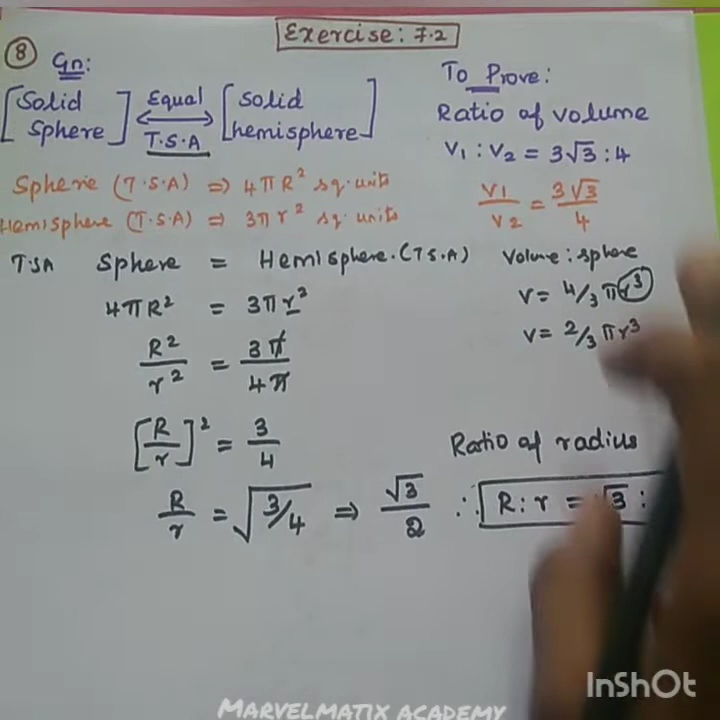 Exercise: 7.2
⑧ Gn:
[Solid Sphere] Equal ⟷ T.S.A [Solid hemisphere]
Sphere (T.S.A) ⇒ 4πR² sq.units
Hemisphere (T.S.A) ⇒ 3πr² sq.units
To Prove:
Ratio of volume
V1 : V2 = 3√3 : 4
V1/V2 = 3√3/4
TSA Sphere = Hemisphere.(TS.A)
4πR² = 3πr²
R²/r² = 3π/4π
[R/r]² = 3/4
R/r = √3/4 ⇒ √3/2
Volume: sphere
V = 4/3 πr³
V = 2/3 πr³
Ratio of radius
∴ R : r = √3 :
InShOt
MARVELMATIX ACADEMY